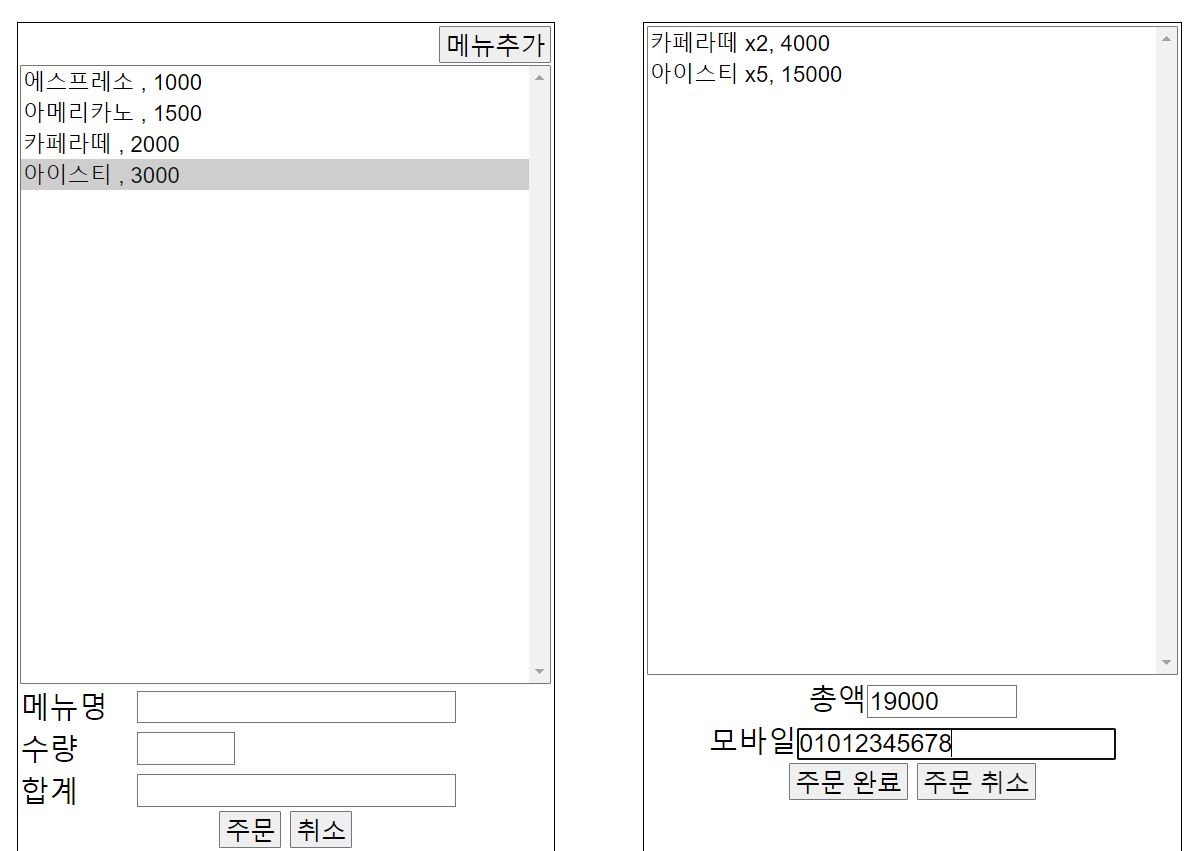 메뉴추가
에스프레소 , 1000
아메리카노 , 1500
카페라떼 , 2000
아이스티 , 3000
메뉴명
수량
합계
주문 취소
카페라떼 x2, 4000
아이스티 x5, 15000
총액 19000
모바일 01012345678
주문 완료 주문 취소